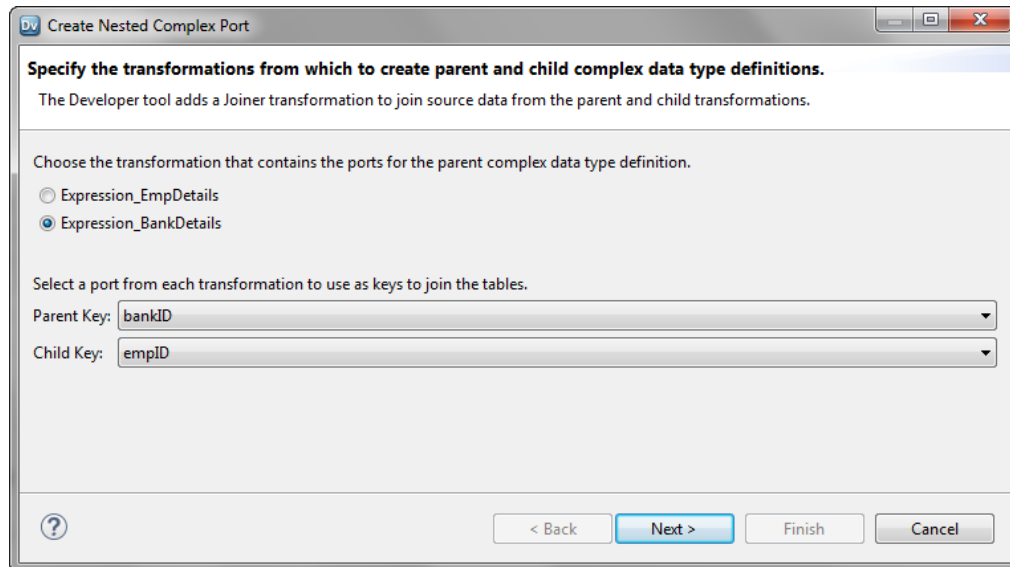 Dv Create Nested Complex Port
Specify the transformations from which to create parent and child complex data type definitions.
The Developer tool adds a Joiner transformation to join source data from the parent and child transformations.
Choose the transformation that contains the ports for the parent complex data type definition.
Expression_EmpDetails
Expression_BankDetails
Select a port from each transformation to use as keys to join the tables.
Parent Key: bankID
Child Key: empID
? < Back Next > Finish Cancel